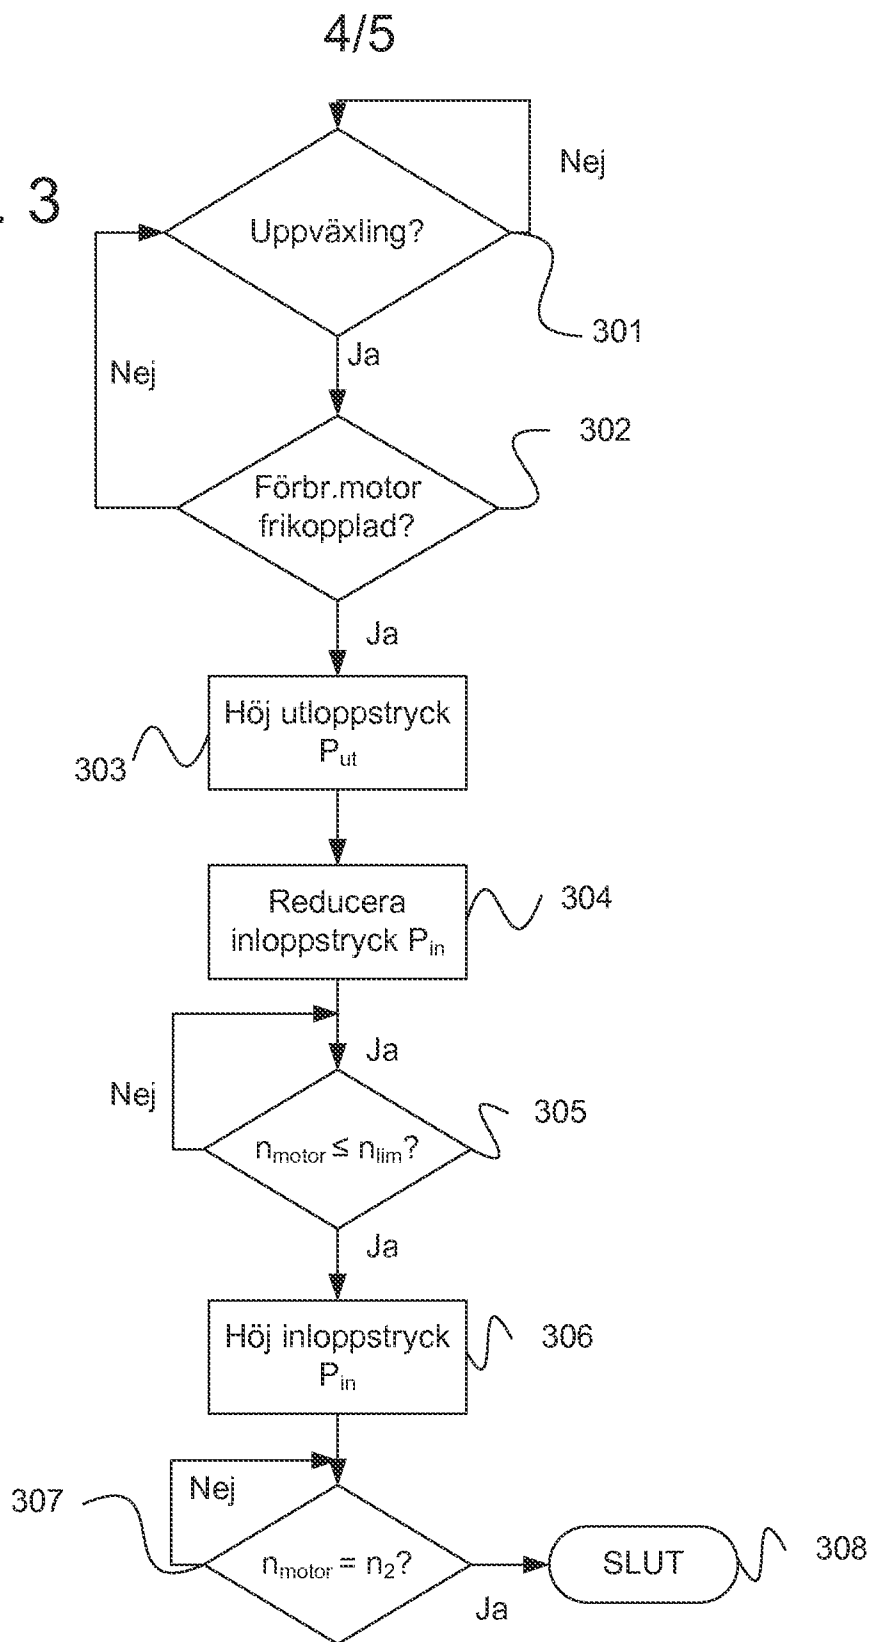 4/5
. 3
Nej
Uppväxling?
301
Ja
Nej
302
Förbr.motor
frikopplad?
Ja
Höj utloppstryck
Put
303
Reducera
inloppstryck Pin
304
Ja
Nej
305
nmotor ≤ nlim?
Ja
Höj inloppstryck
Pin
306
Nej
307
nmotor = n2?
SLUT
308
Ja